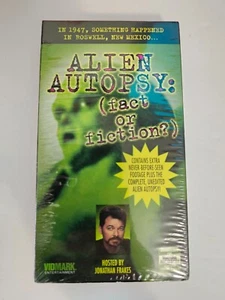 IN 1947, SOMETHING HAPPENED
IN ROSWELL, NEW MEXICO...
ALIEN
AUTOPSY:
(fact
or
fiction?)
CONTAINS EXTRA
NEVER-BEFORE-SEEN
FOOTAGE PLUS THE
COMPLETE, UNEDITED
ALIEN AUTOPSY!
HOSTED BY
JONATHAN FRAKES
VIDMARK
ENTERTAINMENT